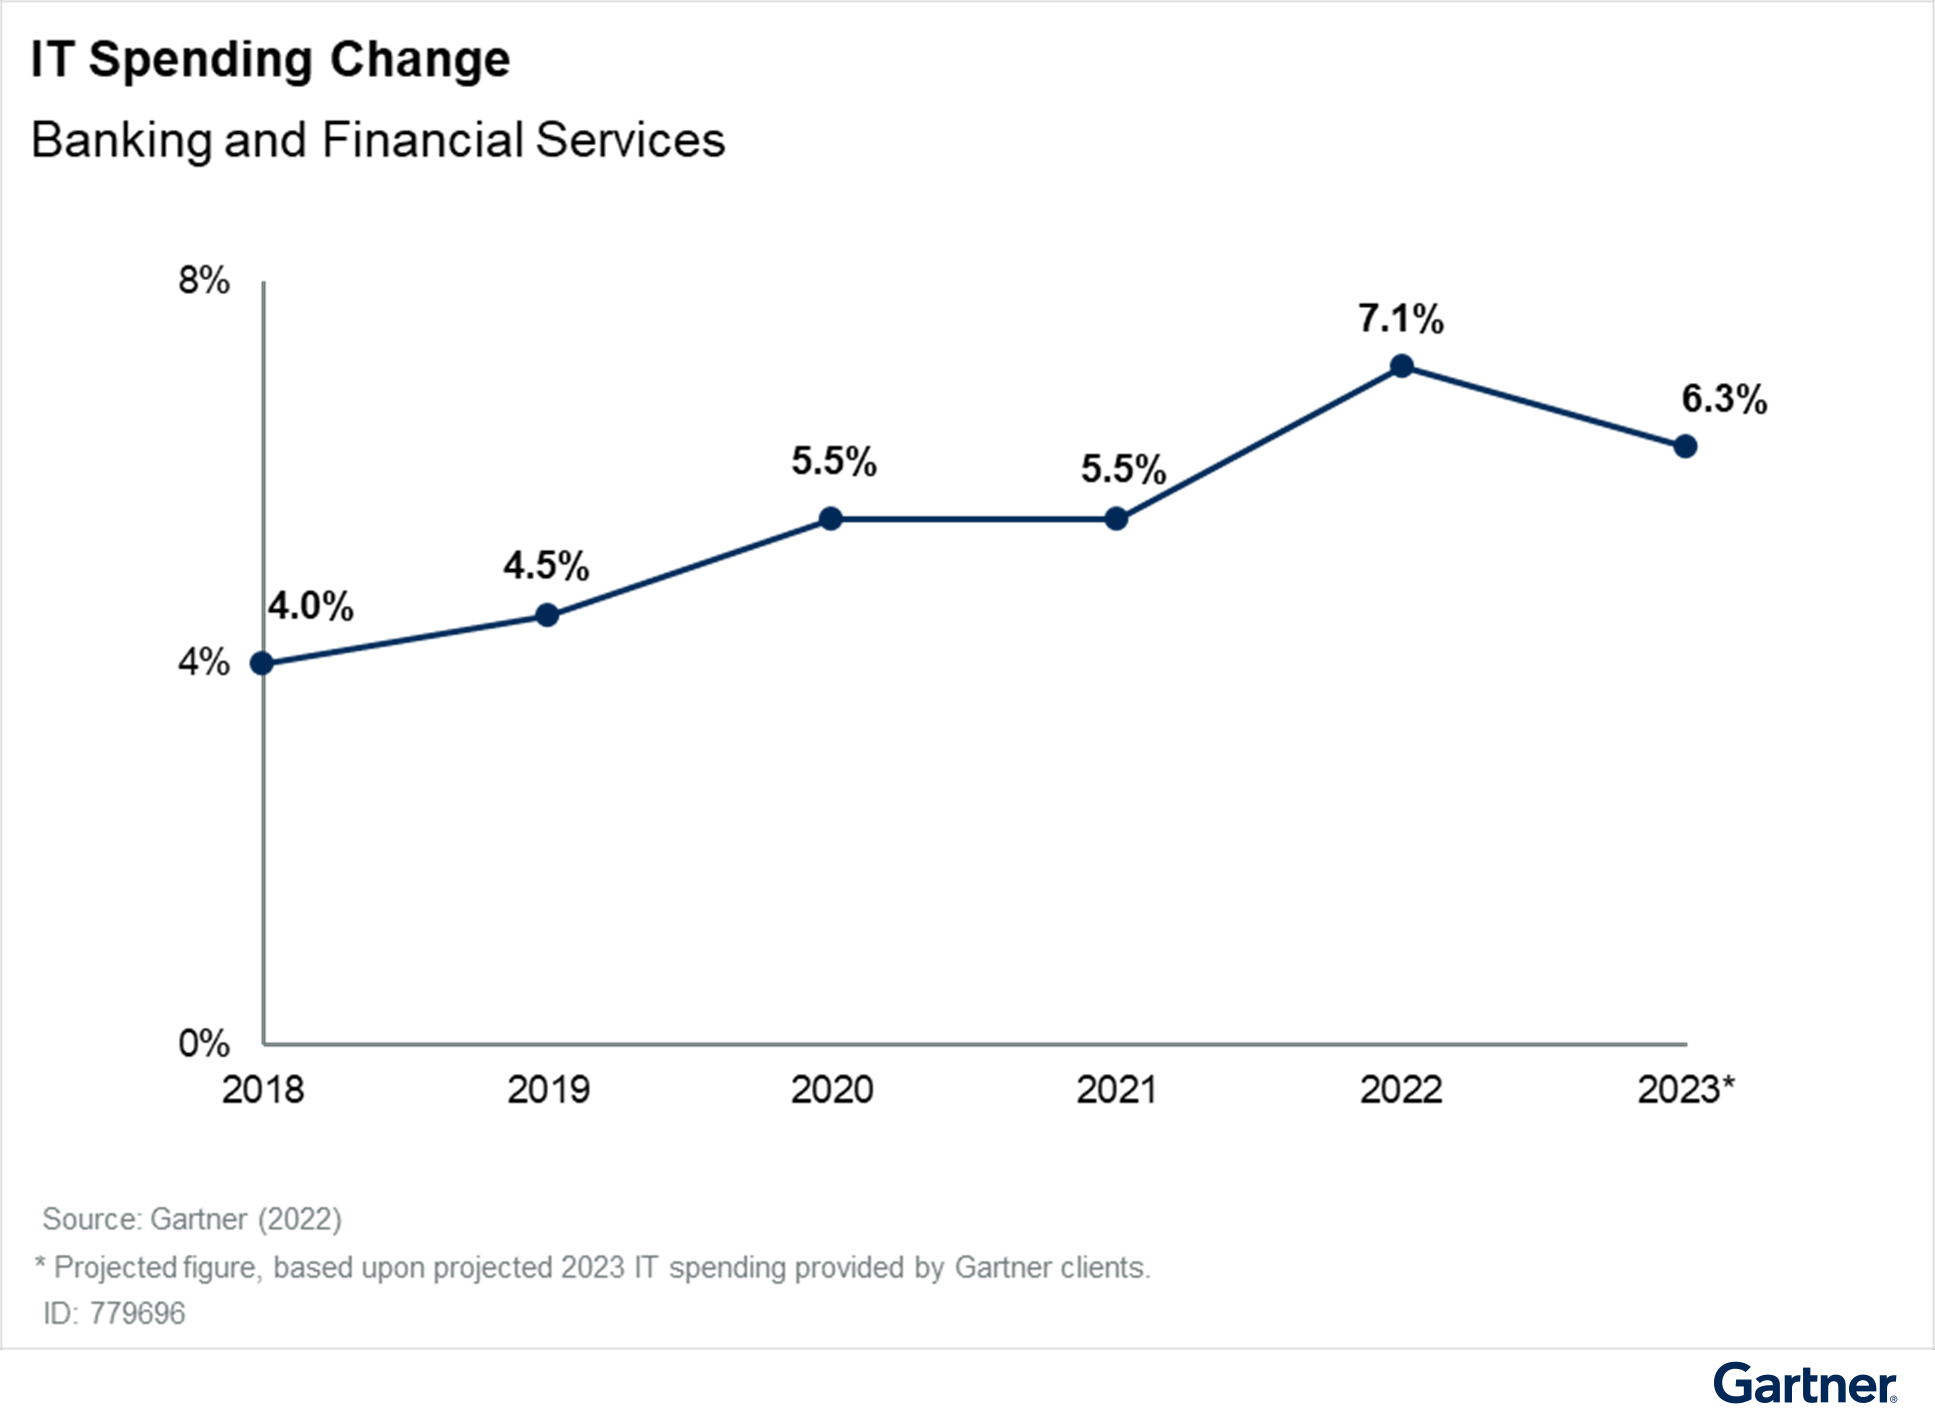 IT Spending Change
Banking and Financial Services
8%
7.1%
6.3%
5.5%
5.5%
4.5%
4.0%
4%
0%
2018 2019 2020 2021 2022 2023*
Source: Gartner (2022)
* Projected figure, based upon projected 2023 IT spending provided by Gartner clients.
ID: 779696
Gartner®